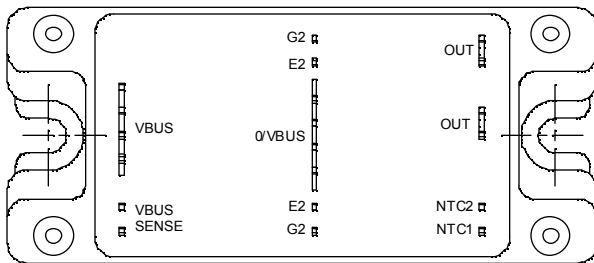 G2
E2
OUT
VBUS
0/VBUS
OUT
VBUS
SENSE
E2
G2
NTC2
NTC1